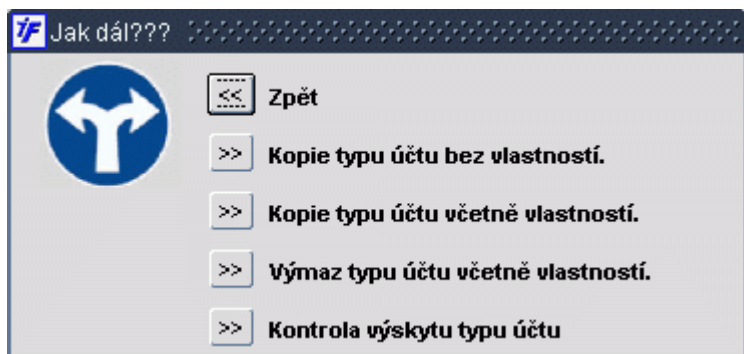 TF Jak dál???
<< Zpět
>> Kopie typu účtu bez vlastností.
>> Kopie typu účtu včetně vlastností.
>> Výmaz typu účtu včetně vlastností.
>> Kontrola výskytu typu účtu